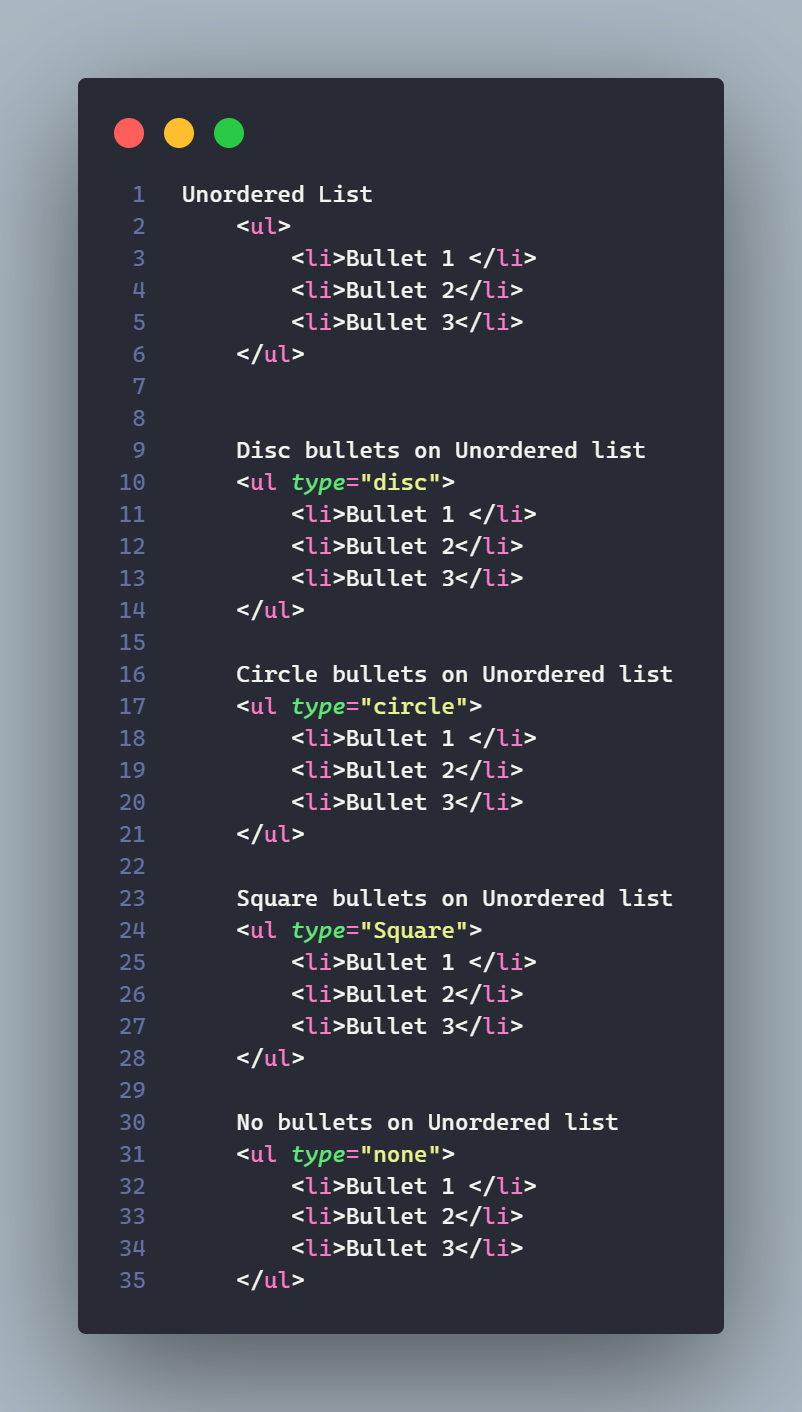 1 Unordered List
2     <ul>
3         <li>Bullet 1 </li>
4         <li>Bullet 2</li>
5         <li>Bullet 3</li>
6     </ul>
7
8
9     Disc bullets on Unordered list
10     <ul type="disc">
11         <li>Bullet 1 </li>
12         <li>Bullet 2</li>
13         <li>Bullet 3</li>
14     </ul>
15
16     Circle bullets on Unordered list
17     <ul type="circle">
18         <li>Bullet 1 </li>
19         <li>Bullet 2</li>
20         <li>Bullet 3</li>
21     </ul>
22
23     Square bullets on Unordered list
24     <ul type="Square">
25         <li>Bullet 1 </li>
26         <li>Bullet 2</li>
27         <li>Bullet 3</li>
28     </ul>
29
30     No bullets on Unordered list
31     <ul type="none">
32         <li>Bullet 1 </li>
33         <li>Bullet 2</li>
34         <li>Bullet 3</li>
35     </ul>